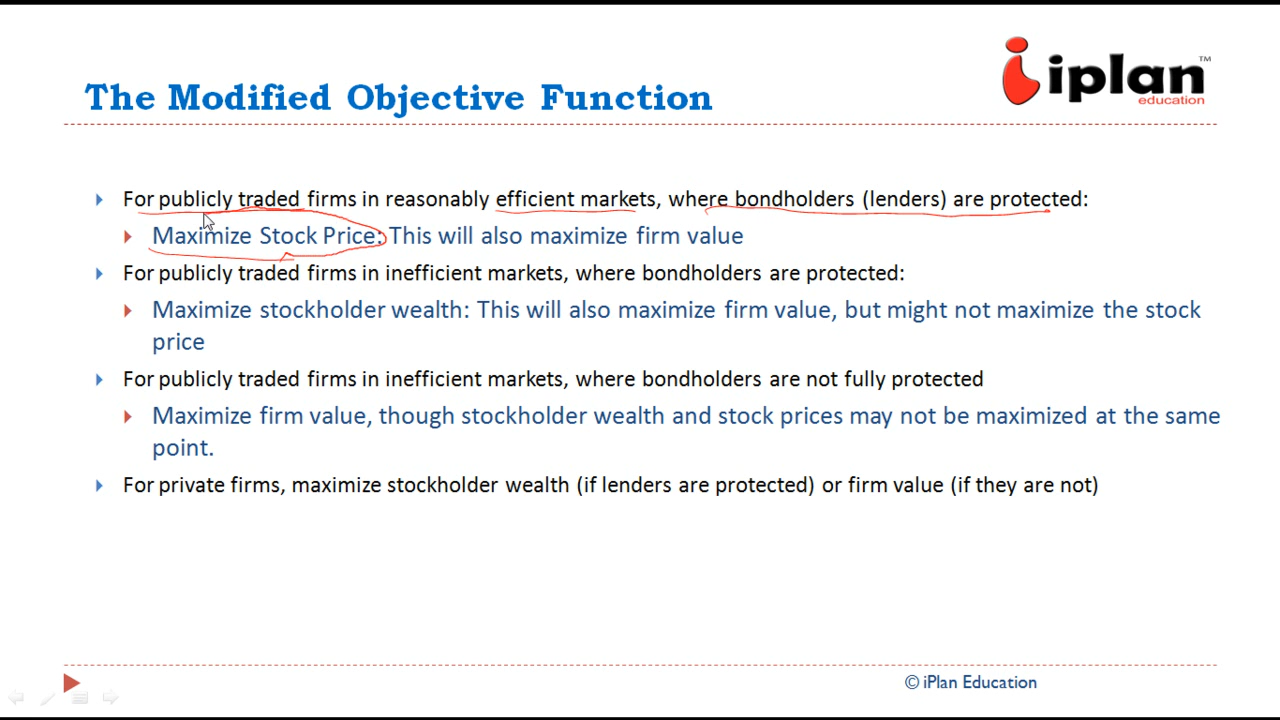 iplan™
education
The Modified Objective Function
For publicly traded firms in reasonably efficient markets, where bondholders (lenders) are protected:
Maximize Stock Price: This will also maximize firm value
For publicly traded firms in inefficient markets, where bondholders are protected:
Maximize stockholder wealth: This will also maximize firm value, but might not maximize the stock
price
For publicly traded firms in inefficient markets, where bondholders are not fully protected
Maximize firm value, though stockholder wealth and stock prices may not be maximized at the same
point.
For private firms, maximize stockholder wealth (if lenders are protected) or firm value (if they are not)
© iPlan Education